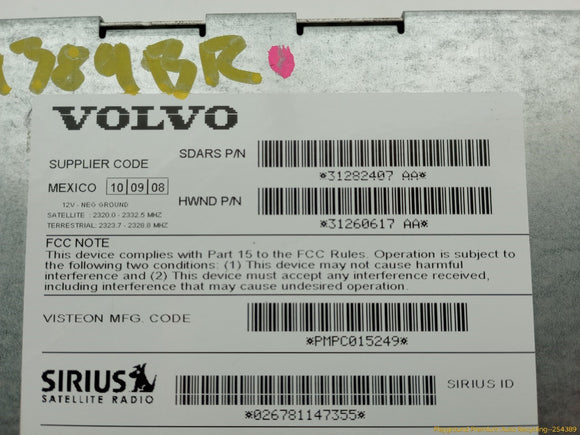 389BR
VOLVO
SUPPLIER CODE
SDARS P/N
*31282407 AA*
MEXICO 10 09 08
HWND P/N
*31260617 AA*
12V - NEG GROUND
SATELLITE : 2320.0 - 2332.5 MHZ
TERRESTRIAL: 2323.7 - 2328.8 MHZ
FCC NOTE
This device complies with Part 15 to the FCC Rules. Operation is subject to
the following two conditions: (1) This device may not cause harmful
interference and (2) This device must accept any interference received,
including interference that may cause undesired operation.
VISTEON MFG. CODE
*PMPC015249*
SIRIUS
SATELLITE RADIO
SIRIUS ID
*026781147355*